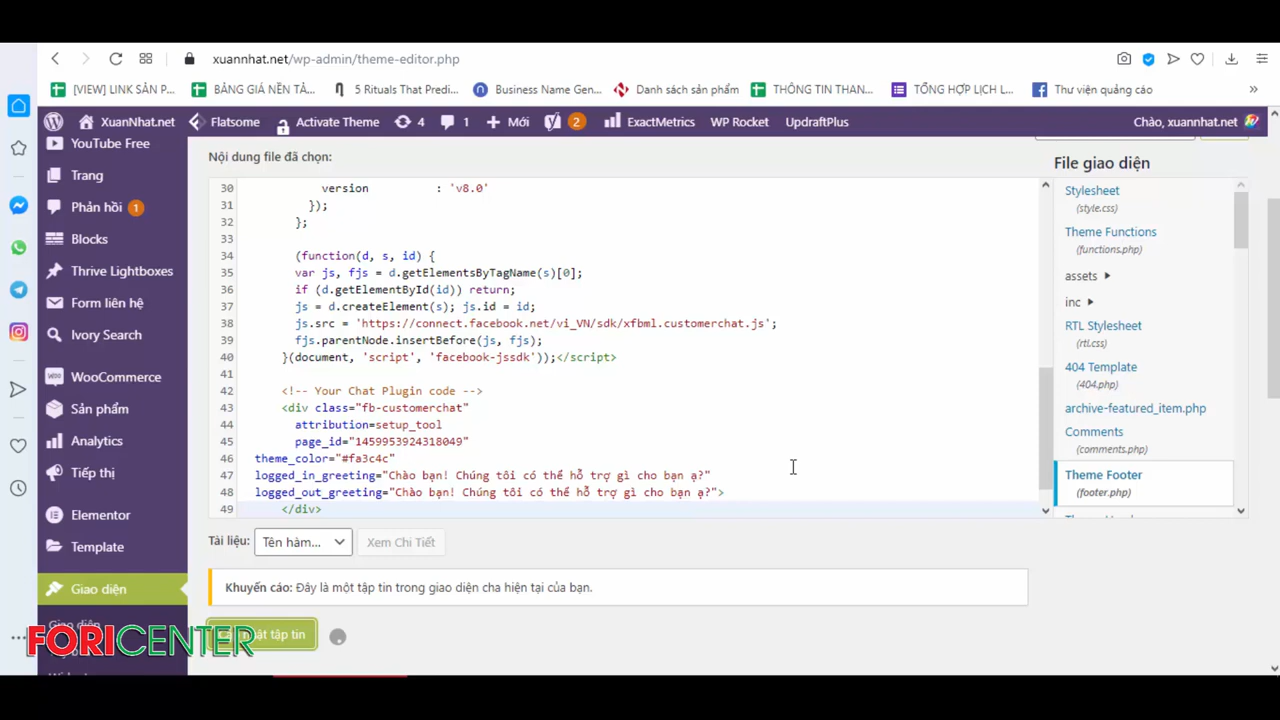 xuannhat.net/wp-admin/theme-editor.php
[VIEW] LINK SẢN P...
BẢNG GIÁ NỀN TẢ...
5 Rituals That Predi...
Business Name Gen...
Danh sách sản phẩm
THÔNG TIN THAN...
TỔNG HỢP LỊCH L...
Thư viện quảng cáo
XuanNhat.net
Flatsome
Activate Theme
4
1
Mới
2
ExactMetrics
WP Rocket
UpdraftPlus
Chào, xuannhat.net
YouTube Free
Trang
Phản hồi 1
Blocks
Thrive Lightboxes
Form liên hệ
Ivory Search
WooCommerce
Sản phẩm
Analytics
Tiếp thị
Elementor
Template
Giao diện
Nội dung file đã chọn:
30 version : 'v8.0'
31 });
32 };
33
34 (function(d, s, id) {
35 var js, fjs = d.getElementsByTagName(s)[0];
36 if (d.getElementById(id)) return;
37 js = d.createElement(s); js.id = id;
38 js.src = 'https://connect.facebook.net/vi_VN/sdk/xfbml.customerchat.js';
39 fjs.parentNode.insertBefore(js, fjs);
40 }(document, 'script', 'facebook-jssdk'));</script>
41
42 <!-- Your Chat Plugin code -->
43 <div class="fb-customerchat"
44 attribution=setup_tool
45 page_id="1459953924318049"
46 theme_color="#fa3c4c"
47 logged_in_greeting="Chào bạn! Chúng tôi có thể hỗ trợ gì cho bạn ạ?"
48 logged_out_greeting="Chào bạn! Chúng tôi có thể hỗ trợ gì cho bạn ạ?">
49 </div>
Tài liệu:
Tên hàm...
Xem Chi Tiết
Khuyến cáo: Đây là một tập tin trong giao diện cha hiện tại của bạn.
nhật tập tin
FORICENTER
File giao diện
Stylesheet
(style.css)
Theme Functions
(functions.php)
assets
inc
RTL Stylesheet
(rtl.css)
404 Template
(404.php)
archive-featured_item.php
Comments
(comments.php)
Theme Footer
(footer.php)